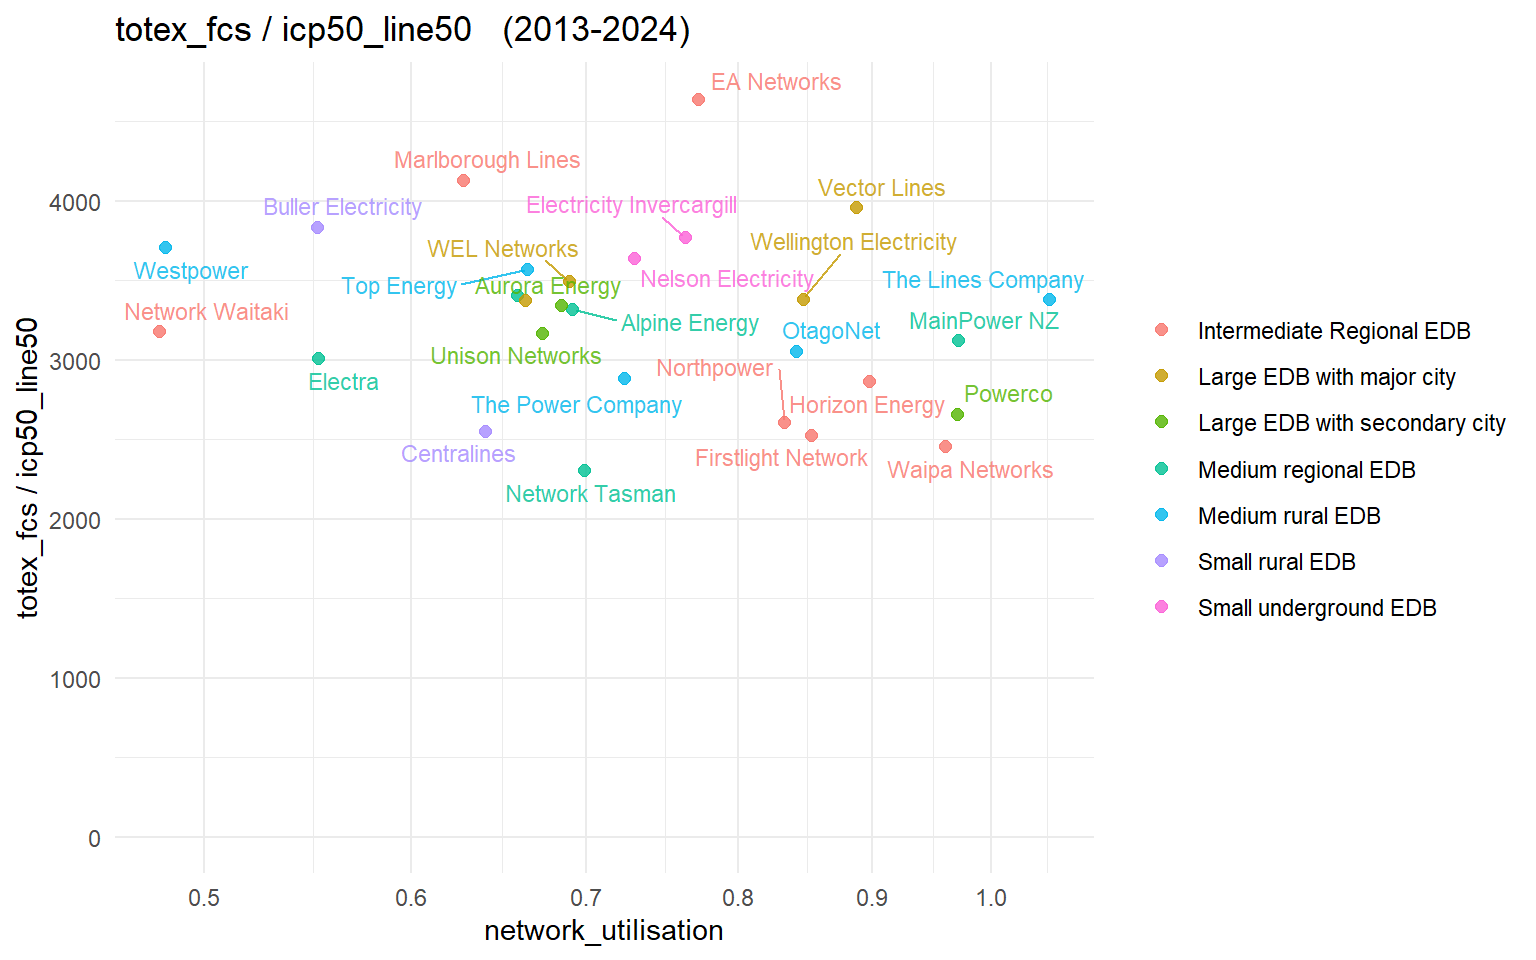 totex_fcs / icp50_line50 (2013-2024)
EA Networks
Marlborough Lines
Vector Lines
4000
Buller Electricity
Electricity Invercargill
WEL Networks
Wellington Electricity
Westpower
Top Energy
Aurora Energy
Nelson Electricity
The Lines Company
Network Waitaki
Alpine Energy
OtagoNet
MainPower NZ
3000
Unison Networks
Northpower
Electra
The Power Company
Horizon Energy
Powerco
Centralines
Firstlight Network
Waipa Networks
Network Tasman
2000
1000
0
totex_fcs / icp50_line50
0.5 0.6 0.7 0.8 0.9 1.0
network_utilisation
Intermediate Regional EDB
Large EDB with major city
Large EDB with secondary city
Medium regional EDB
Medium rural EDB
Small rural EDB
Small underground EDB